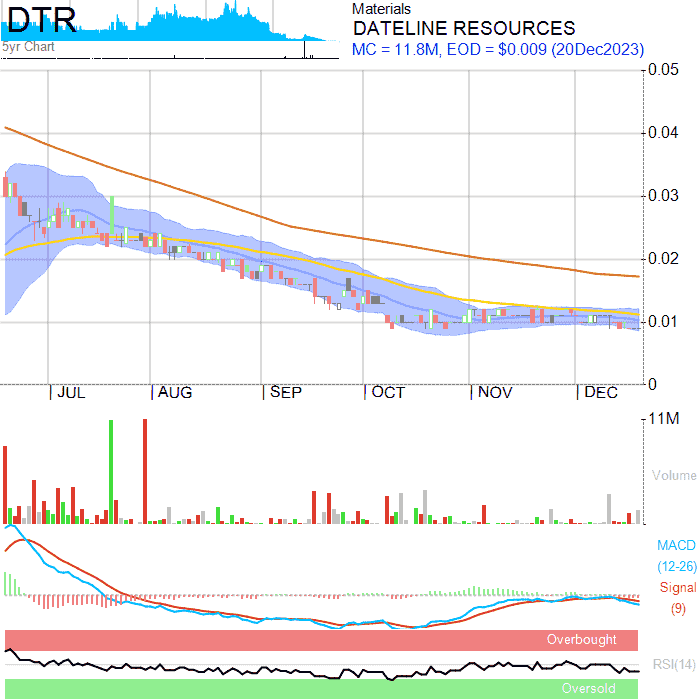 DTR
5yr Chart
Materials
DATELINE RESOURCES
MC = 11.8M, EOD = $0.009 (20Dec2023)
0.05
0.04
0.03
0.02
0.01
0
JUL AUG SEP OCT NOV DEC
11M
Volume
MACD
(12-26)
Signal
(9)
Overbought
RSI(14)
Oversold